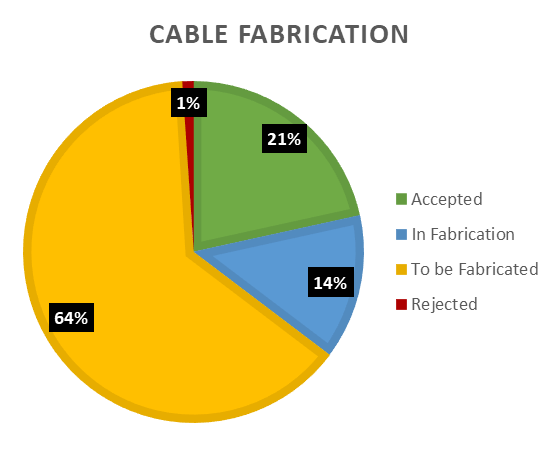 CABLE FABRICATION
1%
21%
14%
64%
Accepted
In Fabrication
To be Fabricated
Rejected